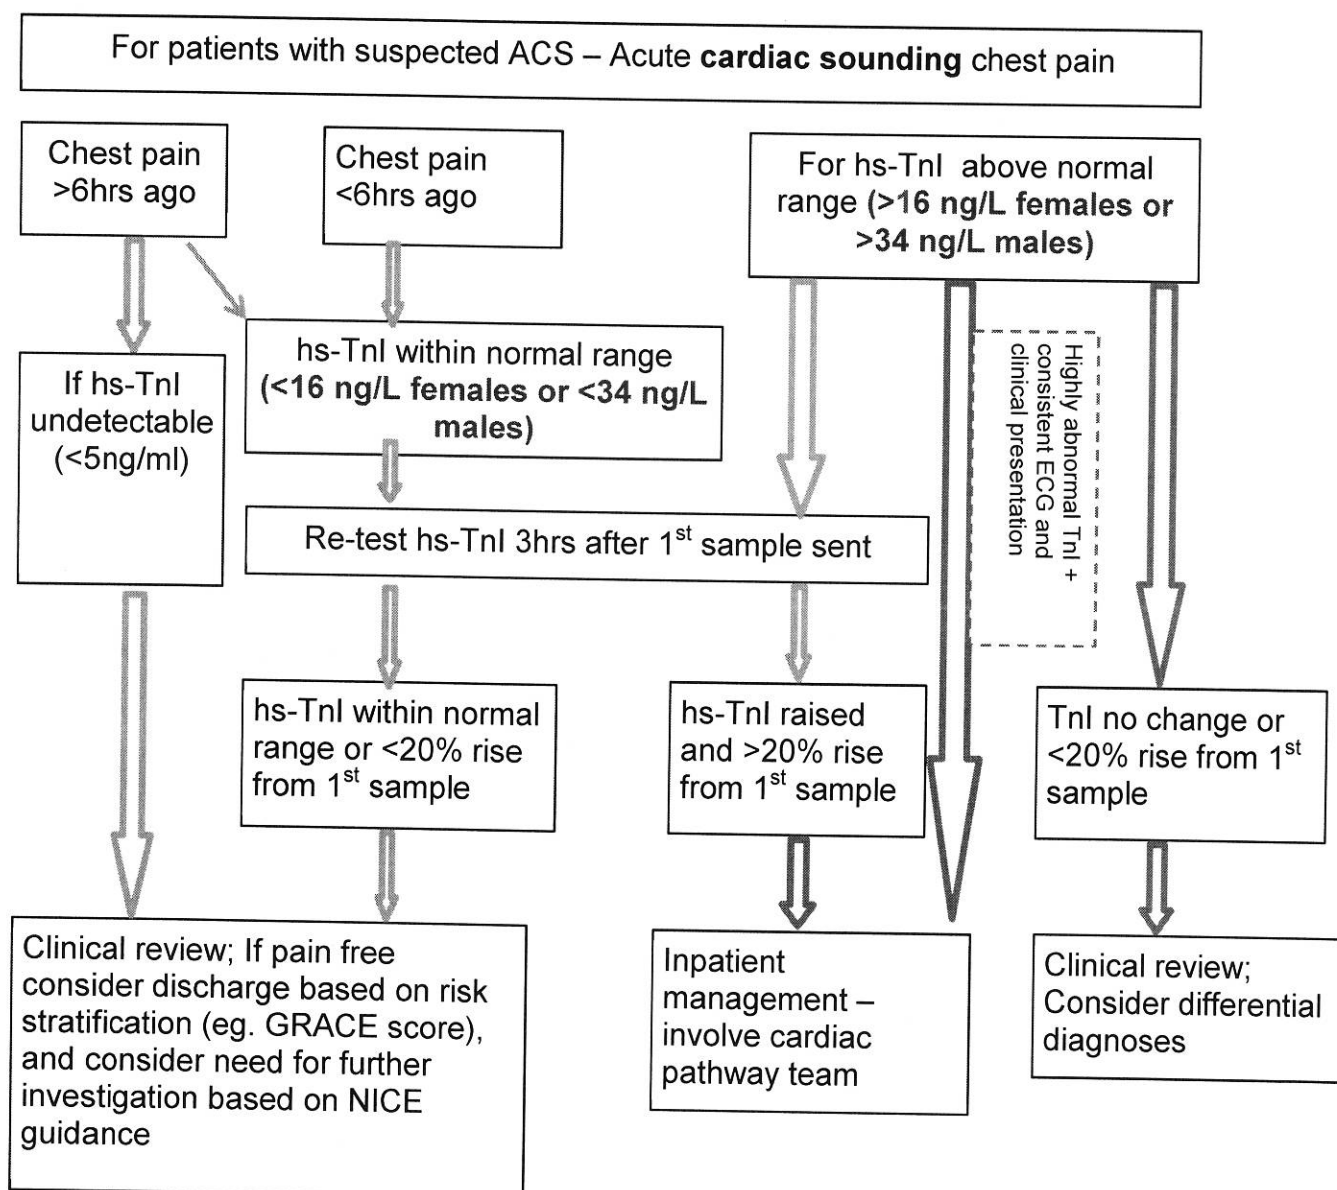 For patients with suspected ACS – Acute cardiac sounding chest pain
Chest pain
>6hrs ago
Chest pain
<6hrs ago
For hs-TnI above normal
range (>16 ng/L females or
>34 ng/L males)
If hs-TnI
undetectable
(<5ng/ml)
hs-TnI within normal range
(<16 ng/L females or <34 ng/L
males)
Highly abnormal TnI +
consistent ECG and
clinical presentation
Re-test hs-TnI 3hrs after 1st sample sent
hs-TnI within normal
range or <20% rise
from 1st sample
hs-TnI raised
and >20% rise
from 1st sample
TnI no change or
<20% rise from 1st
sample
Clinical review; If pain free
consider discharge based on risk
stratification (eg. GRACE score),
and consider need for further
investigation based on NICE
guidance
Inpatient
management –
involve cardiac
pathway team
Clinical review;
Consider differential
diagnoses